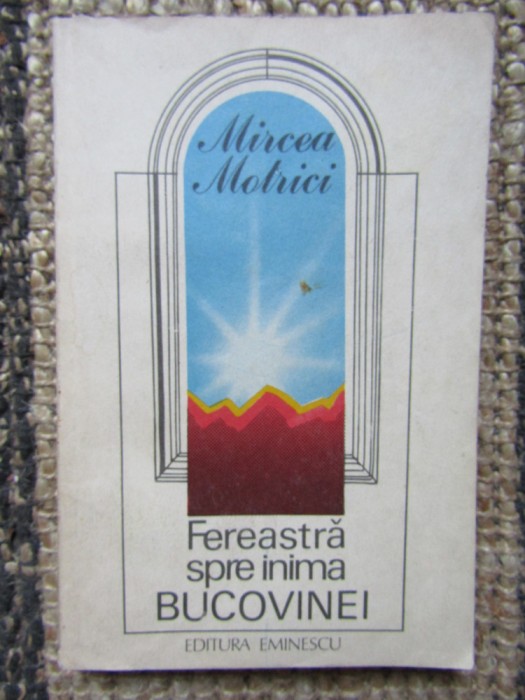 Mircea
Motrici
Fereastră
spre inima
BUCOVINEI
EDITURA EMINESCU